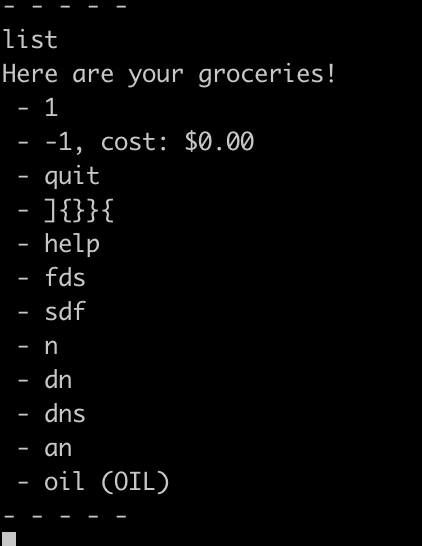 - - - - -
list
Here are your groceries!
 - 1
 - -1, cost: $0.00
 - quit
 - ]{}}{
 - help
 - fds
 - sdf
 - n
 - dn
 - dns
 - an
 - oil (OIL)
- - - - -